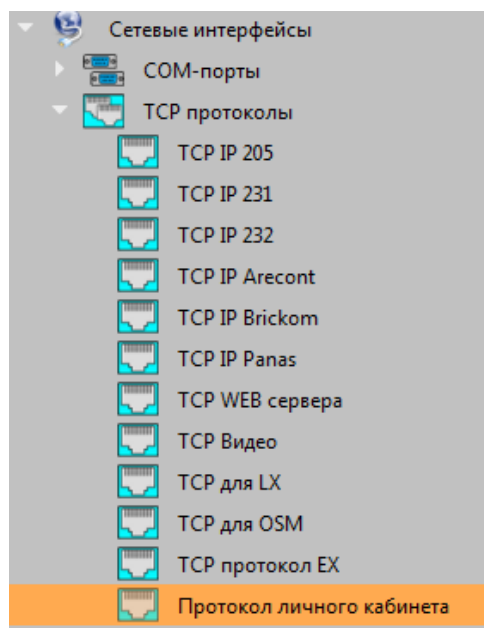 Сетевые интерфейсы
COM-порты
TCP протоколы
TCP IP 205
TCP IP 231
TCP IP 232
TCP IP Arecont
TCP IP Brickom
TCP IP Panas
TCP WEB сервера
TCP Видео
TCP для LX
TCP для OSM
TCP протокол EX
Протокол личного кабинета